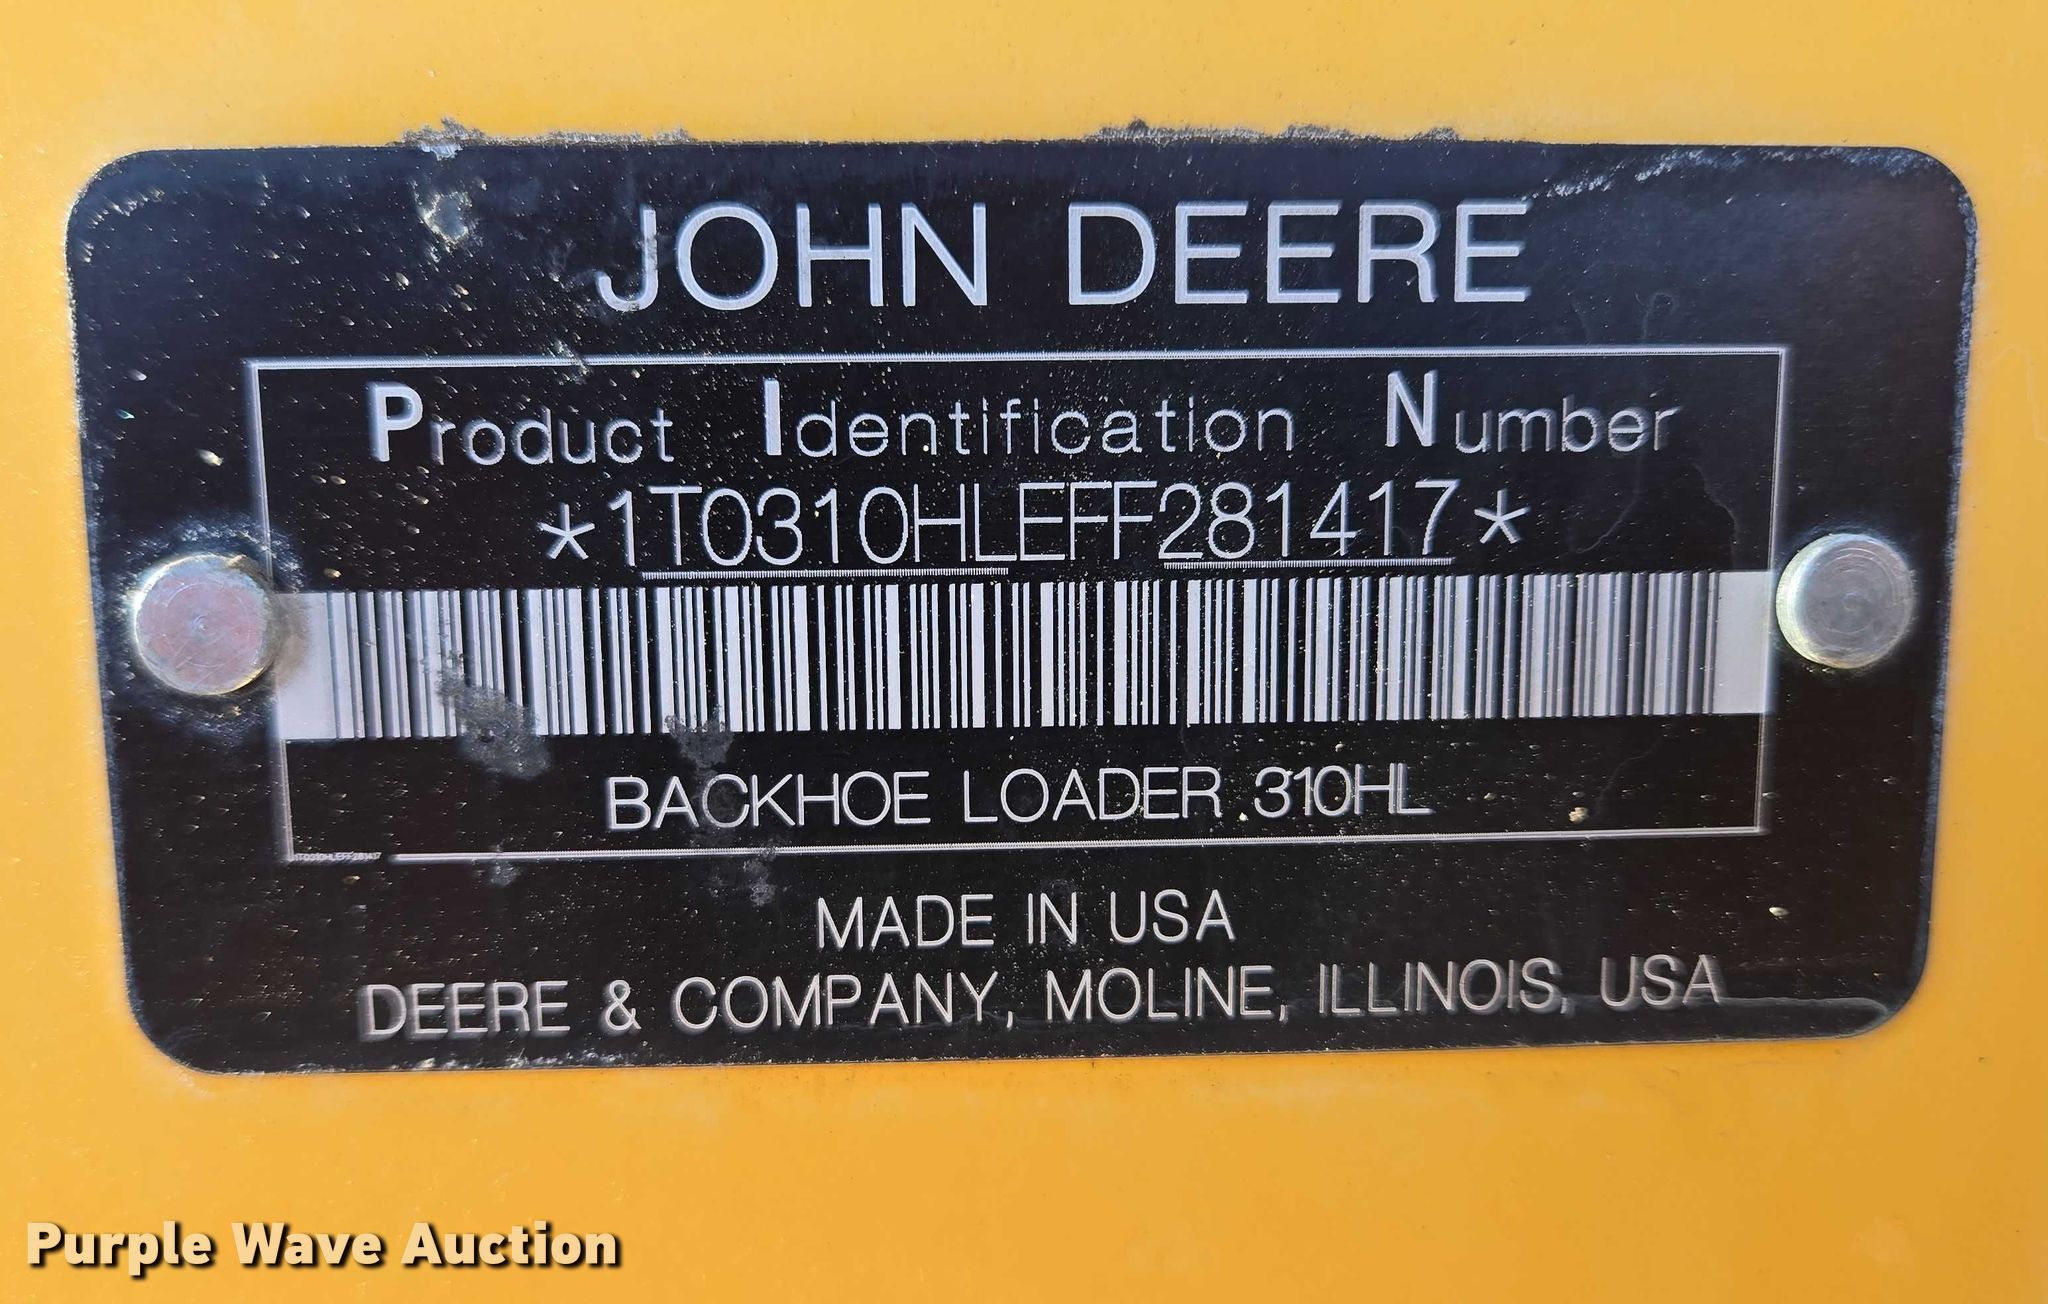 JOHN DEERE
Product Identification Number
*1T0310HLEFF281417*
BACKHOE LOADER 310HL
1T0310HLEFF281417
MADE IN USA
DEERE & COMPANY, MOLINE, ILLINOIS, USA
Purple Wave Auction